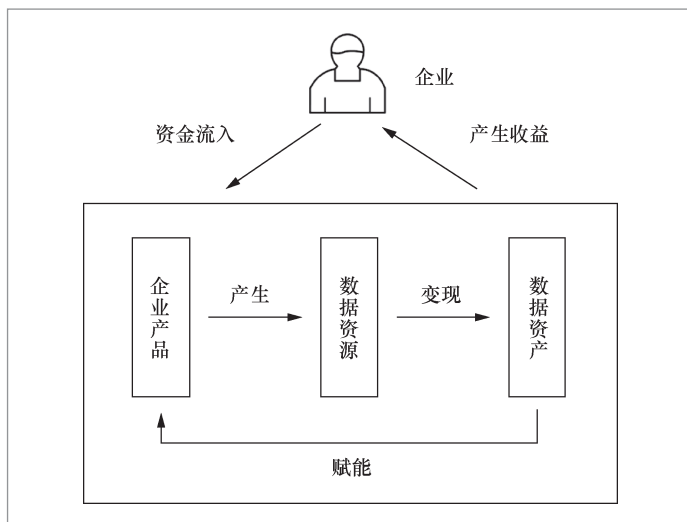 企业
资金流入
产生收益
企业产品
产生
数据资源
变现
数据资产
赋能